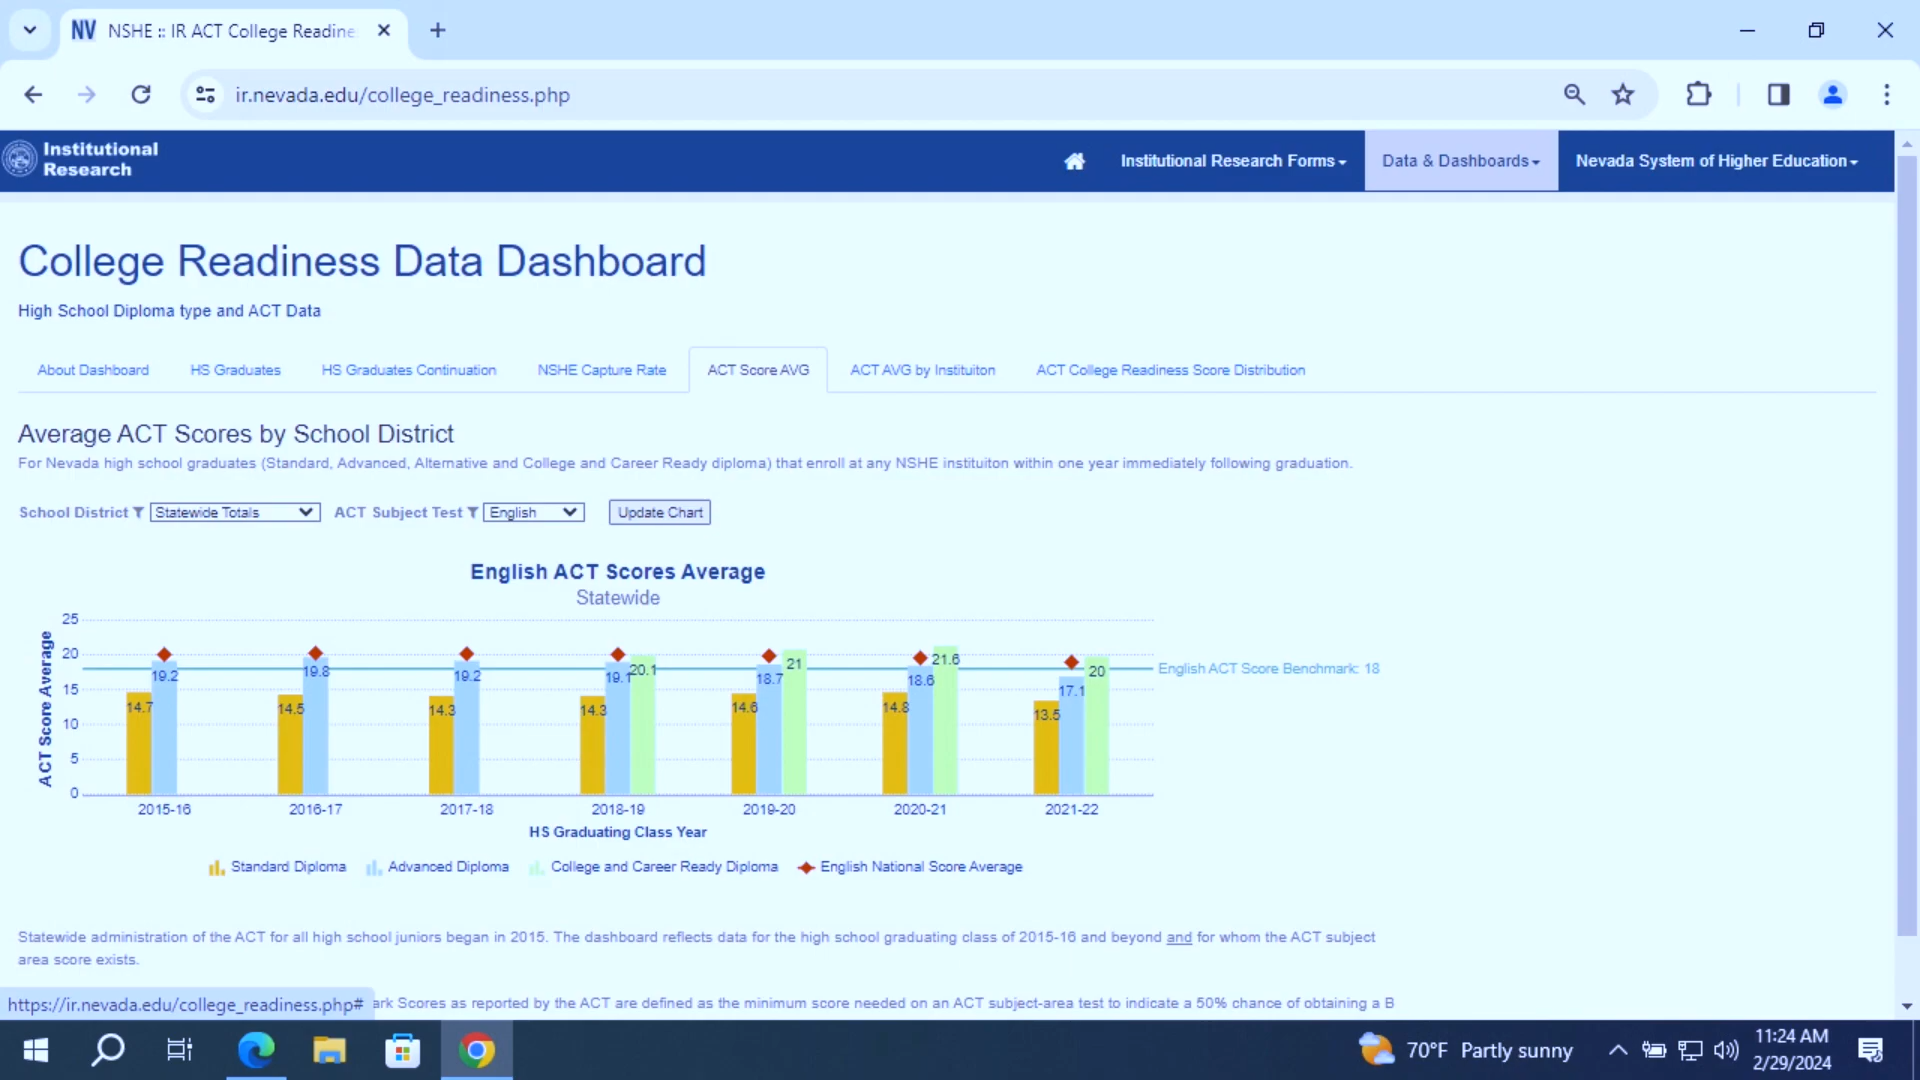 NV NSHE :: IR ACT College Readine
ir.nevada.edu/college_readiness.php
Institutional
Research
Institutional Research Forms
Data & Dashboards
Nevada System of Higher Education
College Readiness Data Dashboard
High School Diploma type and ACT Data
About Dashboard
HS Graduates
HS Graduates Continuation
NSHE Capture Rate
ACT Score AVG
ACT AVG by Instituiton
ACT College Readiness Score Distribution
Average ACT Scores by School District
For Nevada high school graduates (Standard, Advanced, Alternative and College and Career Ready diploma) that enroll at any NSHE instituiton within one year immediately following graduation.
School District Statewide Totals ACT Subject Test English Update Chart
English ACT Scores Average
Statewide
ACT Score Average
25
20
15
10
5
0
14.7 19.2
14.5 19.8
14.3 19.2
14.3 19.1 20.1
14.6 18.7 21
14.8 18.6 21.6
13.5 17.1 20
English ACT Score Benchmark: 18
2015-16 2016-17 2017-18 2018-19 2019-20 2020-21 2021-22
HS Graduating Class Year
Standard Diploma Advanced Diploma College and Career Ready Diploma English National Score Average
Statewide administration of the ACT for all high school juniors began in 2015. The dashboard reflects data for the high school graduating class of 2015-16 and beyond and for whom the ACT subject
area score exists.
https://ir.nevada.edu/college_readiness.php#
ark Scores as reported by the ACT are defined as the minimum score needed on an ACT subject-area test to indicate a 50% chance of obtaining a B
70°F Partly sunny
11:24 AM
2/29/2024